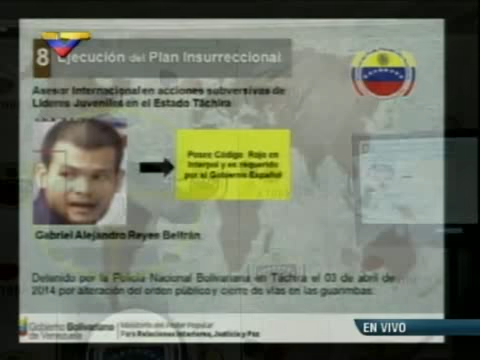 8 Ejecución del Plan Insurreccional
Asesor Internacional en acciones subversivas de
Lideres Juveniles en el Estado Táchira
Posee Código Rojo en
Interpol y es requerido
por el Gobierno Español
Gabriel Alejandro Reyes Beltrán
Detenido por la Policía Nacional Bolivariana en Táchira el 03 de abril de
2014 por alteración del orden público y cierre de vías en las guarimbas.
Gobierno Bolivariano
de Venezuela
Ministerio del Poder Popular
Para Relaciones Interiores, Justicia y Paz
EN VIVO